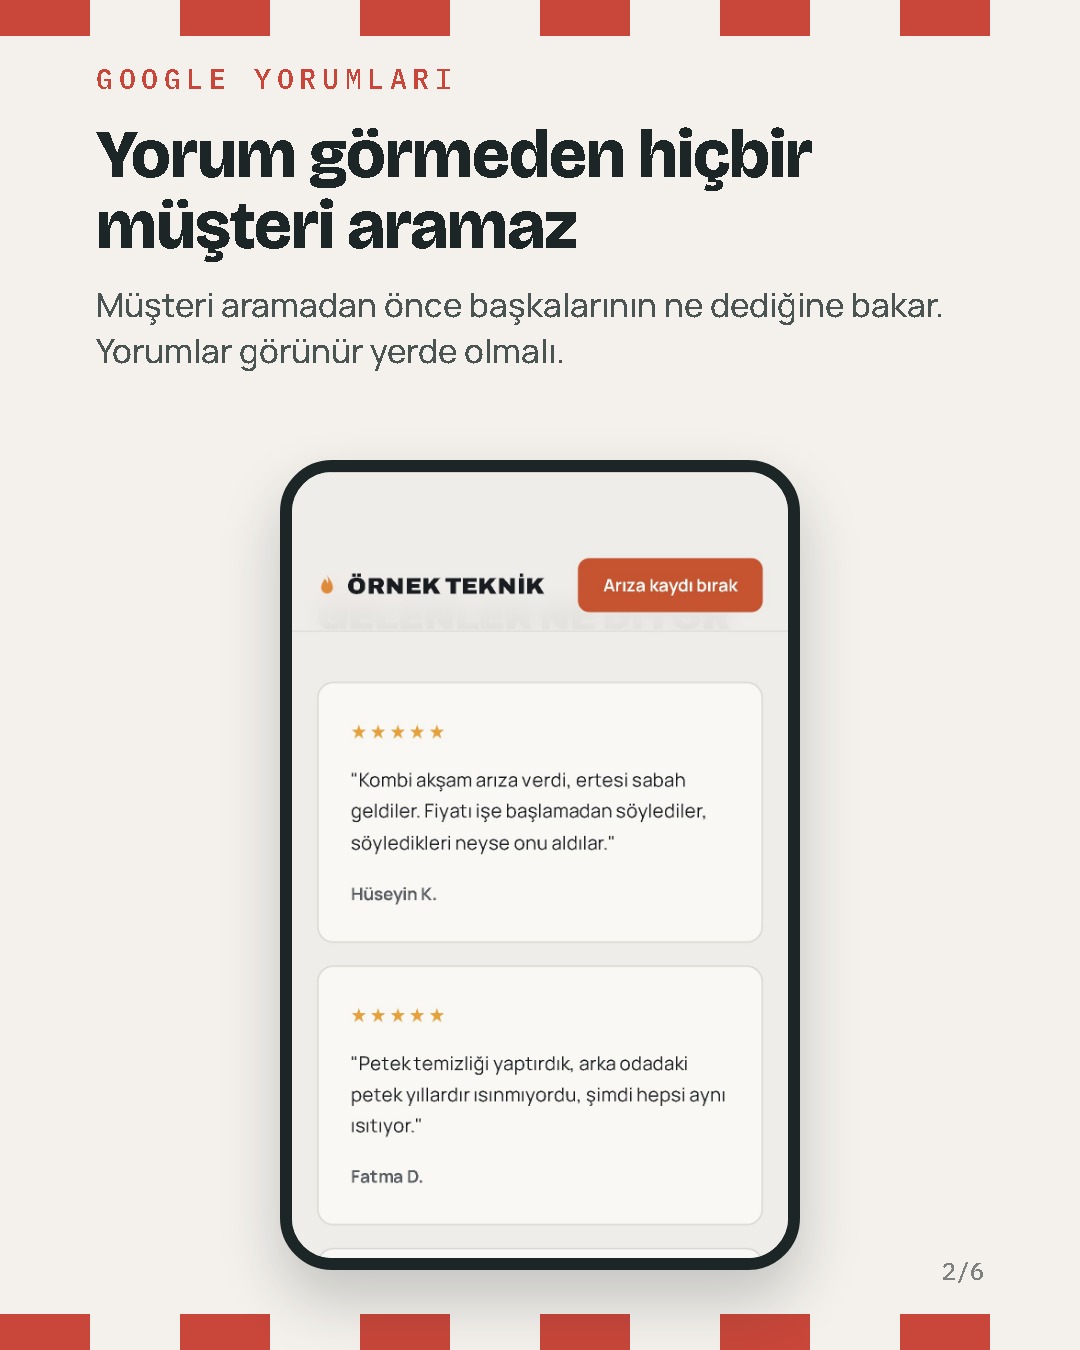 GOOGLE YORUMLARI
Yorum görmeden hiçbir
müşteri aramaz
Müşteri aramadan önce başkalarının ne dediğine bakar.
Yorumlar görünür yerde olmalı.
ÖRNEK TEKNİK
Arıza kaydı bırak
★★★★★
"Kombi akşam arıza verdi, ertesi sabah
geldiler. Fiyatı işe başlamadan söylediler,
söyledikleri neyse onu aldılar."
Hüseyin K.
★★★★★
"Petek temizliği yaptırdık, arka odadaki
petek yıllardır ısınmıyordu, şimdi hepsi aynı
ısıtıyor."
Fatma D.
2/6